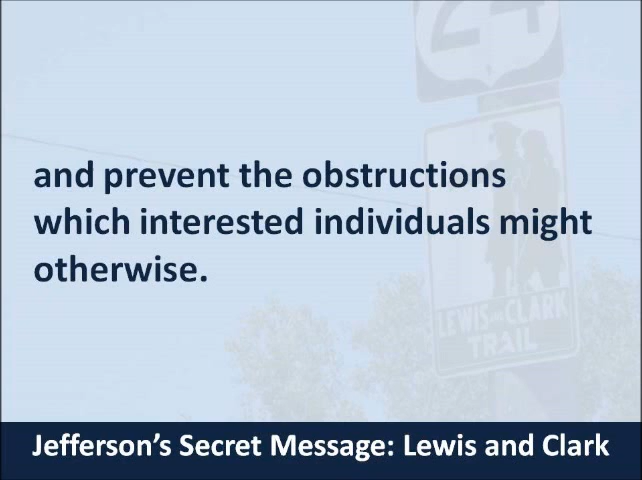 24
LEWIS AND CLARK
TRAIL
and prevent the obstructions
which interested individuals might
otherwise.
Jefferson's Secret Message: Lewis and Clark